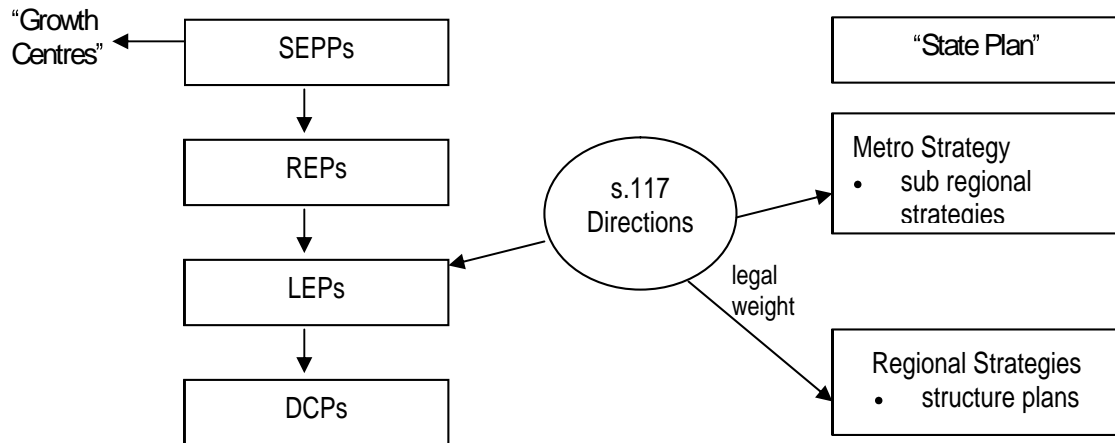 “Growth
Centres”
SEPPs
“State Plan”
REPs
Metro Strategy
• sub regional
strategies
s.117
Directions
LEPs
legal
weight
Regional Strategies
• structure plans
DCPs